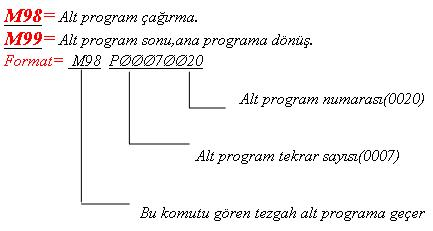 M98= Alt program çağırma.
M99= Alt program sonu,ana programa dönüş.
Format= M98 PØØØ7ØØ20
Alt program numarası(0020)
Alt program tekrar sayısı(0007)
Bu komutu gören tezgah alt programa geçer